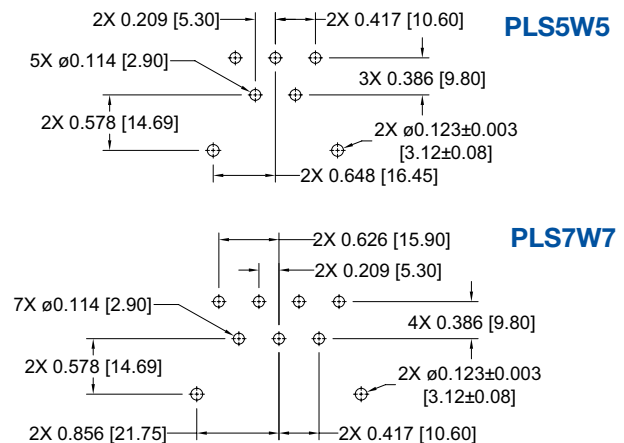 2X 0.209 [5.30]
2X 0.417 [10.60]
PLS5W5
5X ø0.114 [2.90]
3X 0.386 [9.80]
2X 0.578 [14.69]
2X ø0.123±0.003
[3.12±0.08]
2X 0.648 [16.45]
PLS7W7
2X 0.626 [15.90]
2X 0.209 [5.30]
7X ø0.114 [2.90]
4X 0.386 [9.80]
2X 0.578 [14.69]
2X ø0.123±0.003
[3.12±0.08]
2X 0.856 [21.75]
2X 0.417 [10.60]